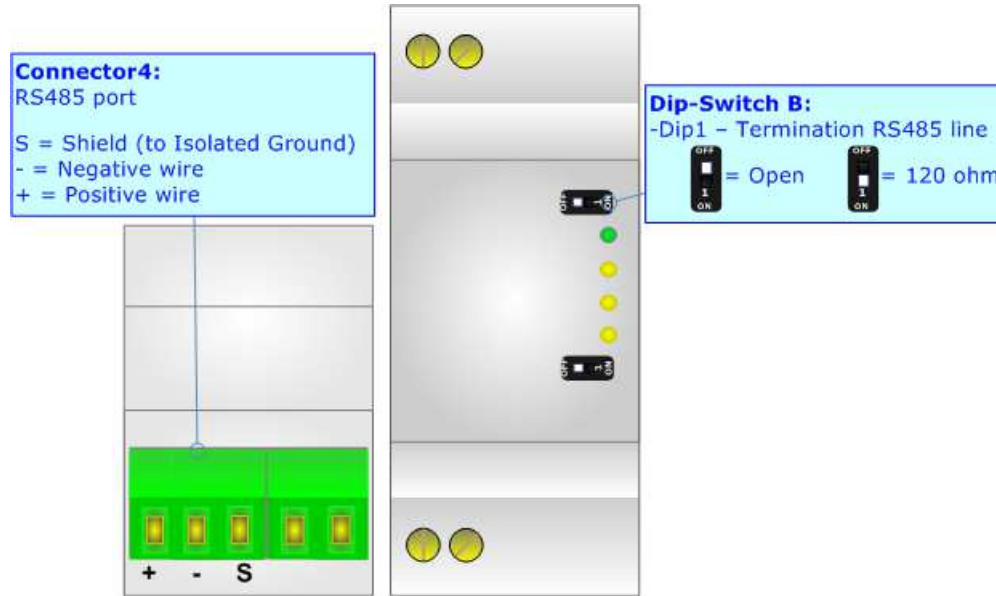 Connector4:
RS485 port
S = Shield (to Isolated Ground)
- = Negative wire
+ = Positive wire
Dip-Switch B:
-Dip1 – Termination RS485 line
OFF
1
ON
= Open
OFF
1
ON
= 120 ohm
OFF
1
ON
OFF
1
ON
+ - S